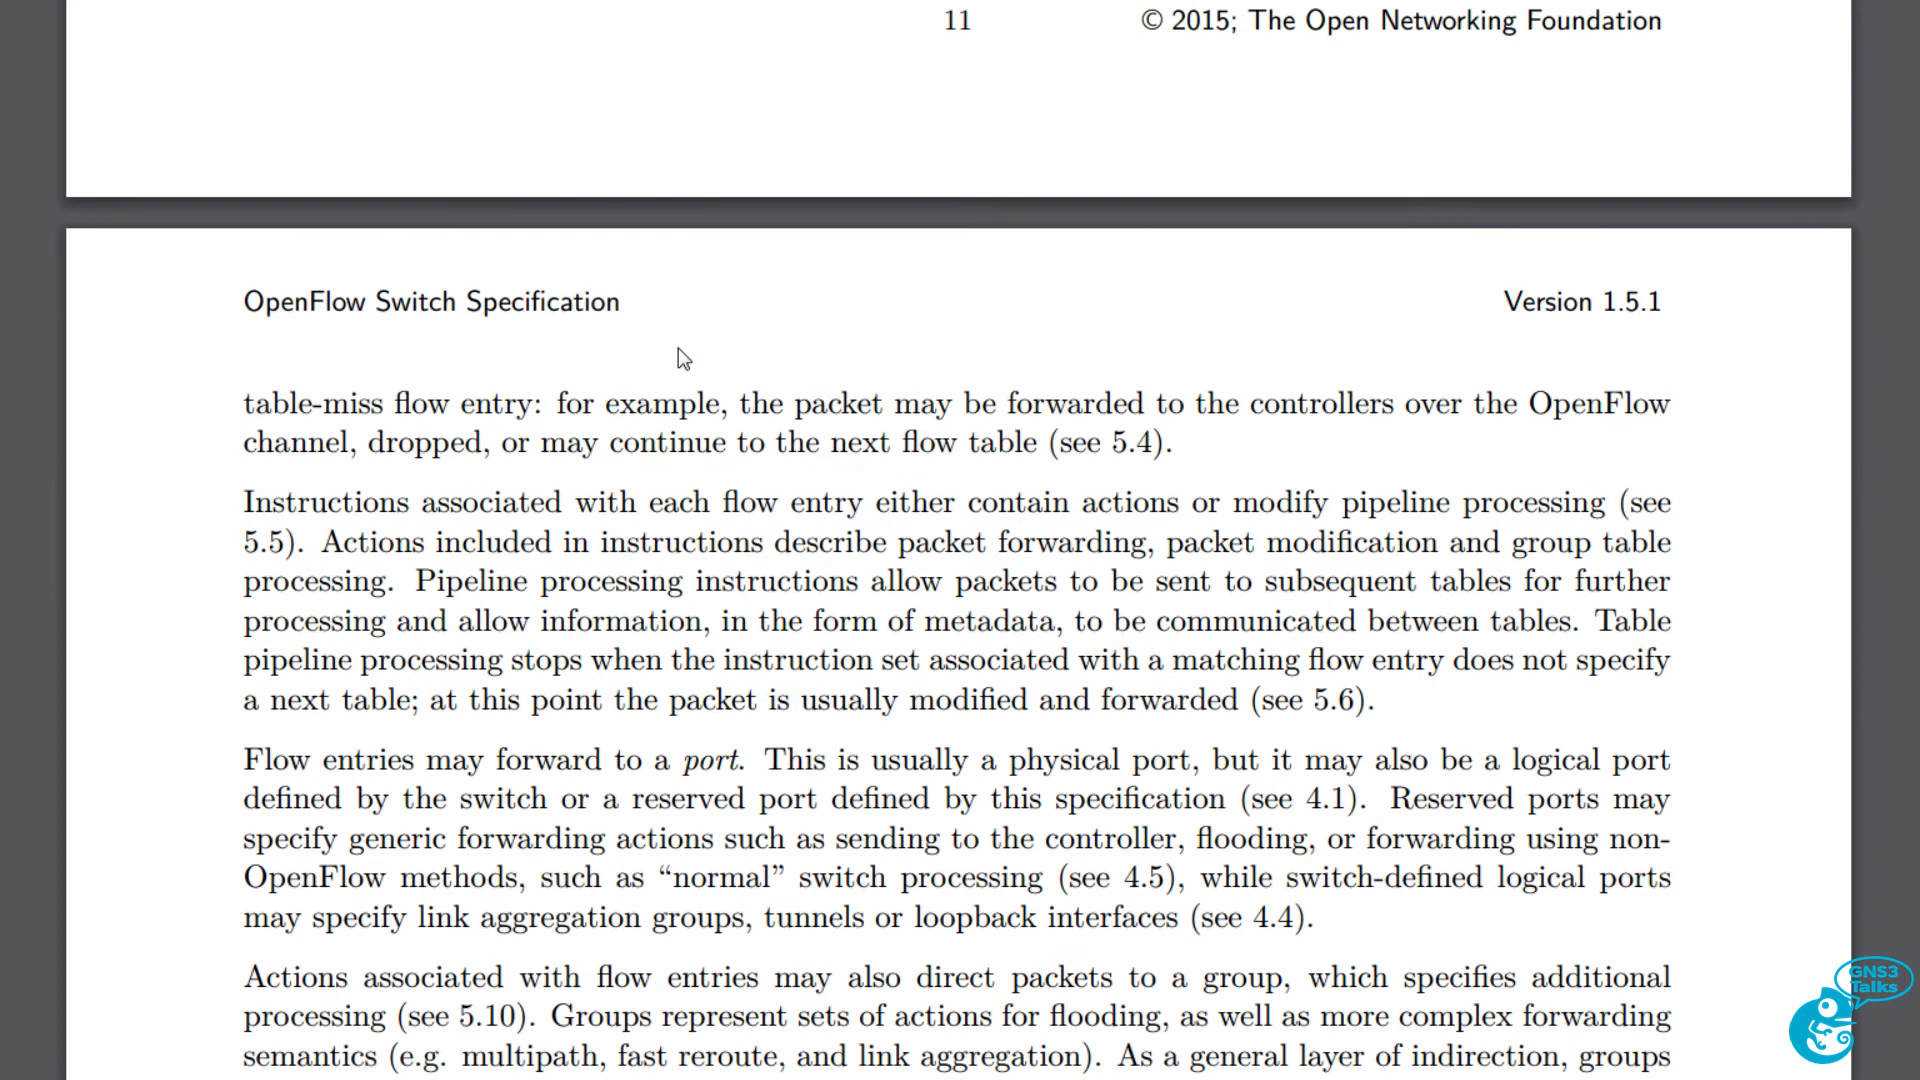 11 © 2015; The Open Networking Foundation
OpenFlow Switch Specification Version 1.5.1
table-miss flow entry: for example, the packet may be forwarded to the controllers over the OpenFlow
channel, dropped, or may continue to the next flow table (see 5.4).
Instructions associated with each flow entry either contain actions or modify pipeline processing (see
5.5). Actions included in instructions describe packet forwarding, packet modification and group table
processing. Pipeline processing instructions allow packets to be sent to subsequent tables for further
processing and allow information, in the form of metadata, to be communicated between tables. Table
pipeline processing stops when the instruction set associated with a matching flow entry does not specify
a next table; at this point the packet is usually modified and forwarded (see 5.6).
Flow entries may forward to a port. This is usually a physical port, but it may also be a logical port
defined by the switch or a reserved port defined by this specification (see 4.1). Reserved ports may
specify generic forwarding actions such as sending to the controller, flooding, or forwarding using non-
OpenFlow methods, such as “normal” switch processing (see 4.5), while switch-defined logical ports
may specify link aggregation groups, tunnels or loopback interfaces (see 4.4).
Actions associated with flow entries may also direct packets to a group, which specifies additional
processing (see 5.10). Groups represent sets of actions for flooding, as well as more complex forwarding
semantics (e.g. multipath, fast reroute, and link aggregation). As a general layer of indirection, groups
GNS3
Talks